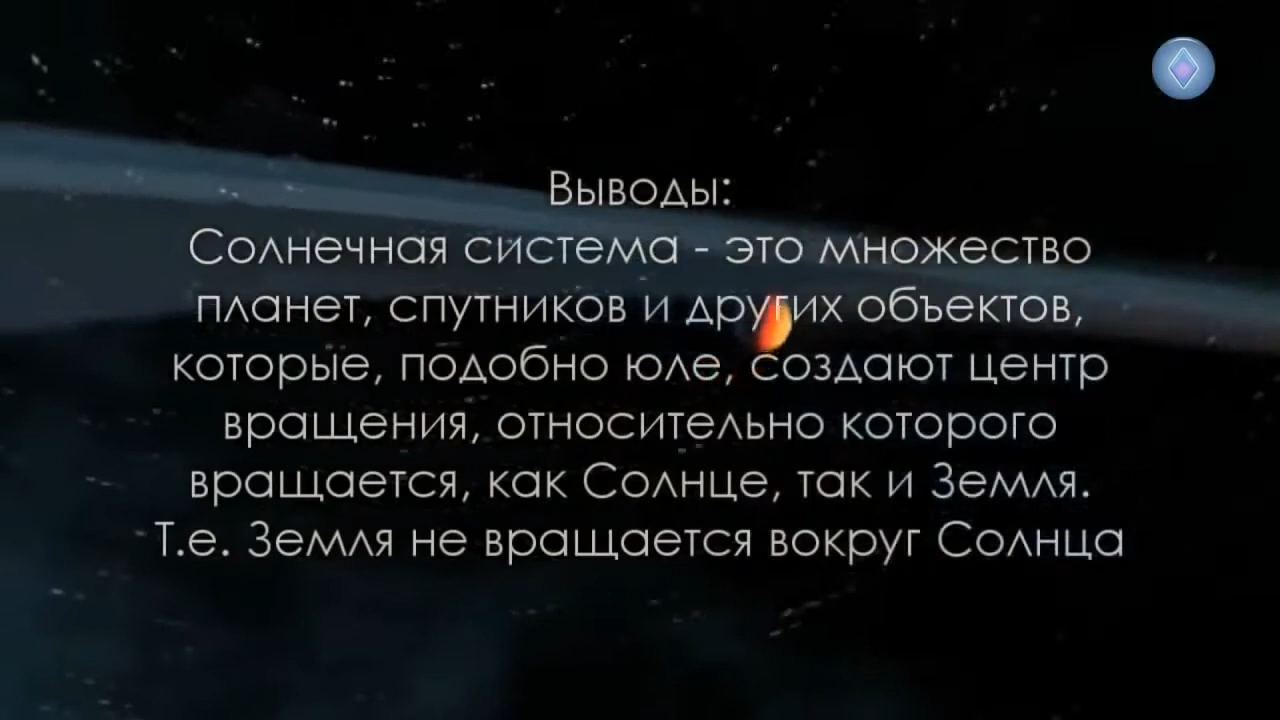 Выводы:
Солнечная система - это множество
планет, спутников и других объектов,
которые, подобно юле, создают центр
вращения, относительно которого
вращается, как Солнце, так и Земля.
Т.е. Земля не вращается вокруг Солнца